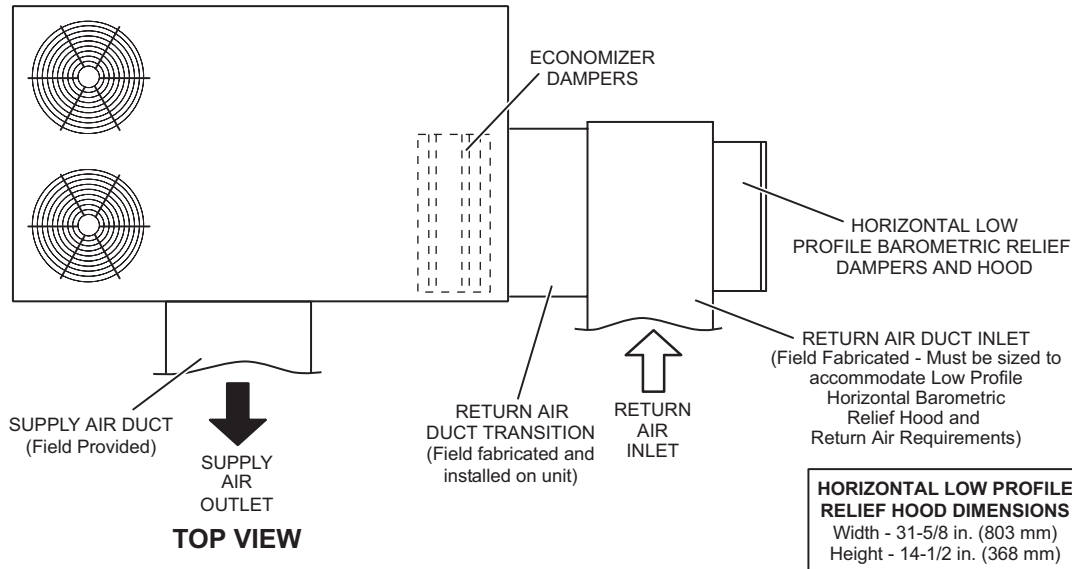 ECONOMIZER
DAMPERS
HORIZONTAL LOW
PROFILE BAROMETRIC RELIEF
DAMPERS AND HOOD
RETURN AIR DUCT INLET
(Field Fabricated - Must be sized to
accommodate Low Profile
Horizontal Barometric
Relief Hood and
Return Air Requirements)
SUPPLY AIR DUCT
(Field Provided)
SUPPLY
AIR
OUTLET
RETURN AIR
DUCT TRANSITION
(Field fabricated and
installed on unit)
RETURN
AIR
INLET
TOP VIEW
HORIZONTAL LOW PROFILE
RELIEF HOOD DIMENSIONS
Width - 31-5/8 in. (803 mm)
Height - 14-1/2 in. (368 mm)